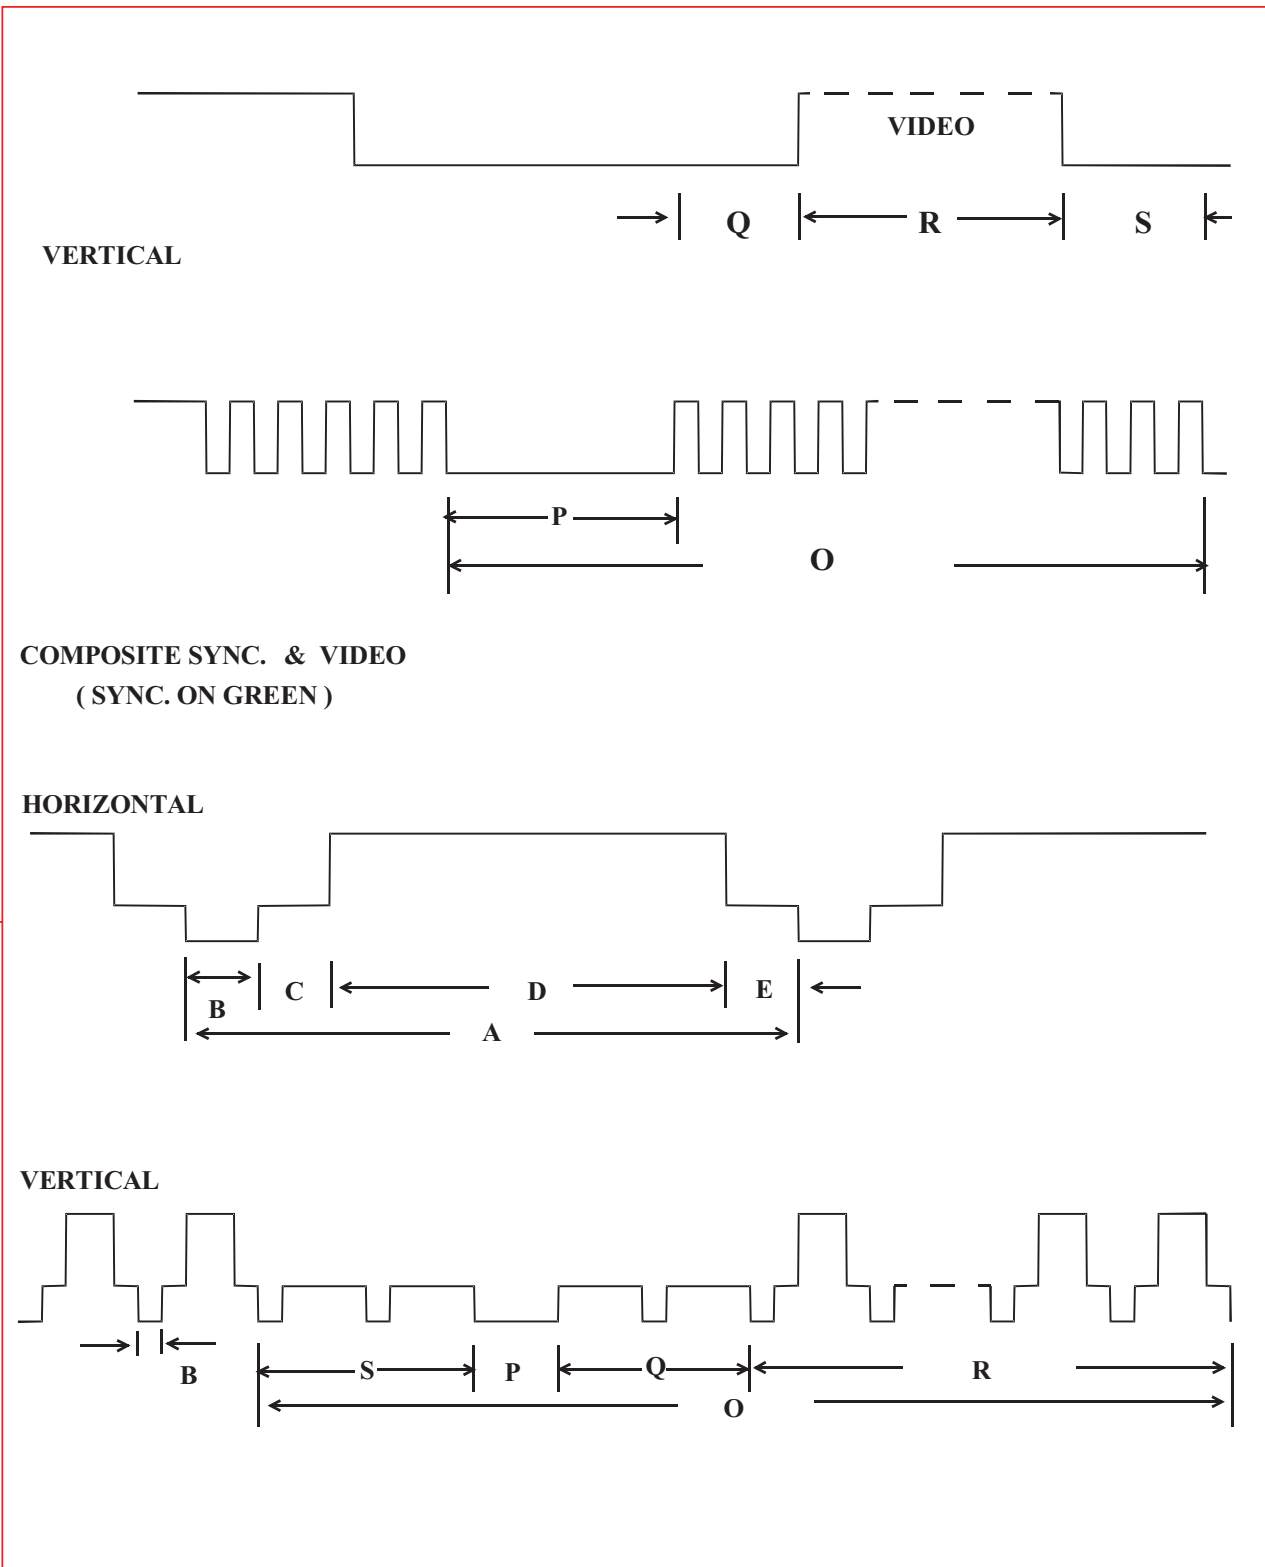 VIDEO
Q R S
VERTICAL
P
O
COMPOSITE SYNC. & VIDEO
( SYNC. ON GREEN )
HORIZONTAL
B C D E
A
VERTICAL
B S P Q R
O